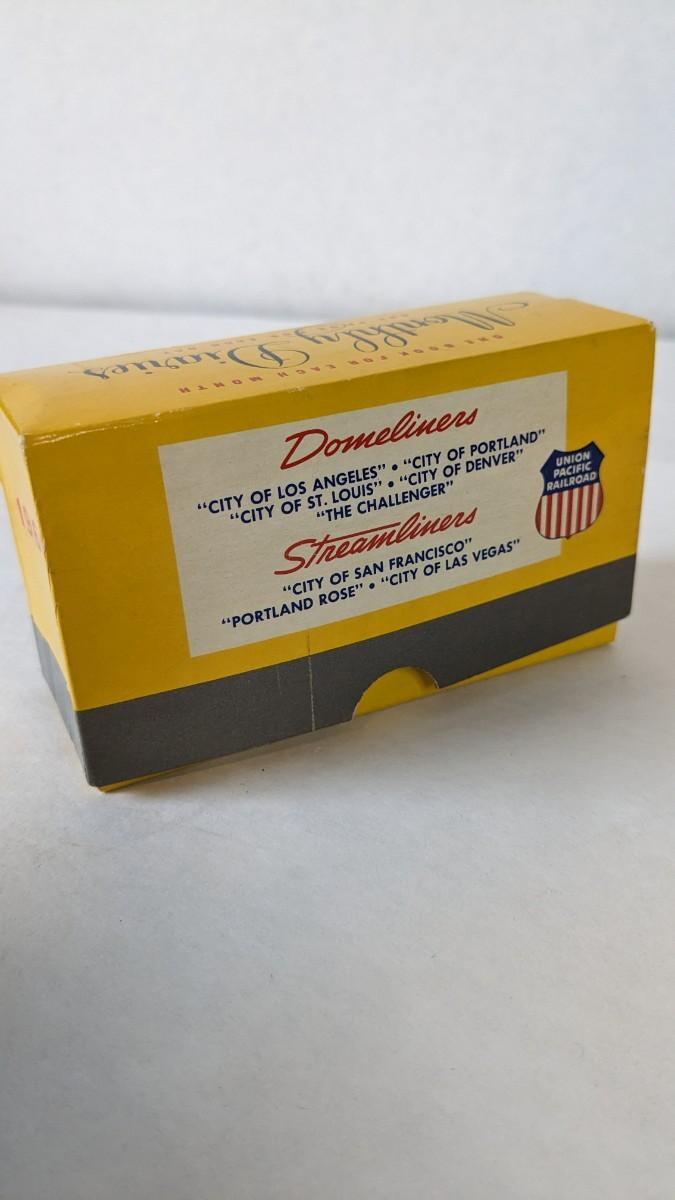 Monthly Diaries
ONE BOOK FOR EACH MONTH
Domeliners
“CITY OF LOS ANGELES” • “CITY OF PORTLAND”
“CITY OF ST. LOUIS” • “CITY OF DENVER”
“THE CHALLENGER”
Streamliners
“CITY OF SAN FRANCISCO”
“PORTLAND ROSE” • “CITY OF LAS VEGAS”
UNION
PACIFIC
RAILROAD